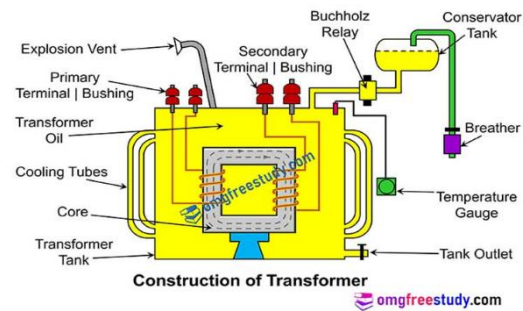 Buchholz
Relay
Conservator
Tank
Explosion Vent
Secondary
Terminal | Bushing
Primary
Terminal | Bushing
Transformer
Oil
Breather
Cooling Tubes
omgfreestudy.com
Core
Temperature
Gauge
Transformer
Tank
Tank Outlet
Construction of Transformer
omgfreestudy.com